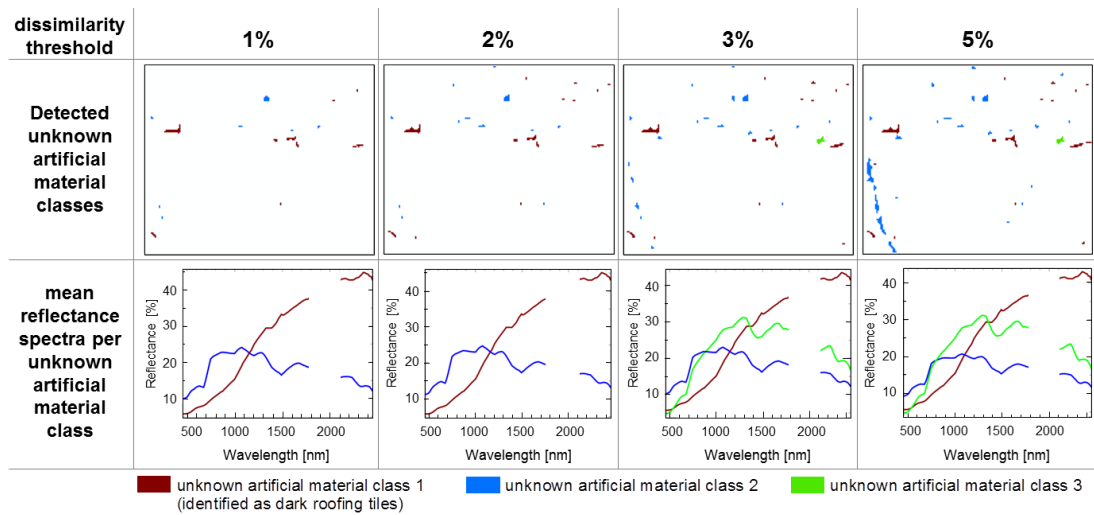 dissimilarity
threshold
1%
2%
3%
5%
Detected
unknown
artificial
material
classes
mean
reflectance
spectra per
unknown
artificial
material
class
Reflectance [%]
40
30
20
10
500 1000 1500 2000
Wavelength [nm]
Reflectance [%]
40
30
20
10
500 1000 1500 2000
Wavelength [nm]
Reflectance [%]
40
30
20
10
500 1000 1500 2000
Wavelength [nm]
Reflectance [%]
40
30
20
10
500 1000 1500 2000
Wavelength [nm]
unknown artificial material class 1
(identified as dark roofing tiles)
unknown artificial material class 2
unknown artificial material class 3